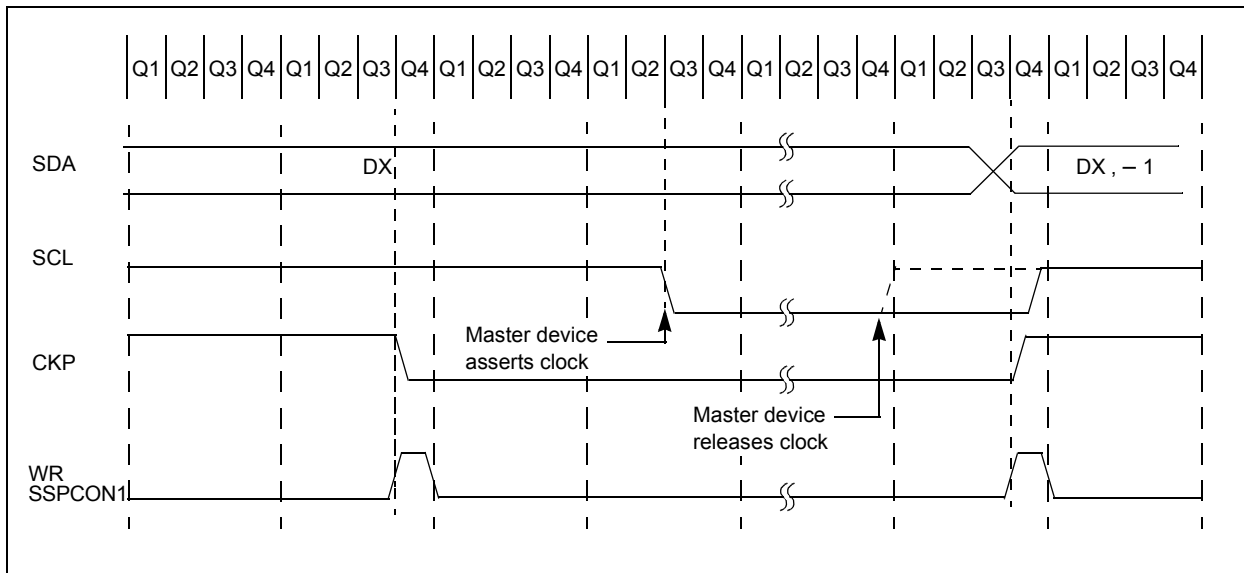 Q1 Q2 Q3 Q4 Q1 Q2 Q3 Q4 Q1 Q2 Q3 Q4 Q1 Q2 Q3 Q4 Q1 Q2 Q3 Q4 Q1 Q2 Q3 Q4 Q1 Q2 Q3 Q4
SDA
DX
DX , – 1
SCL
Master device
asserts clock
CKP
Master device
releases clock
WR
SSPCON1